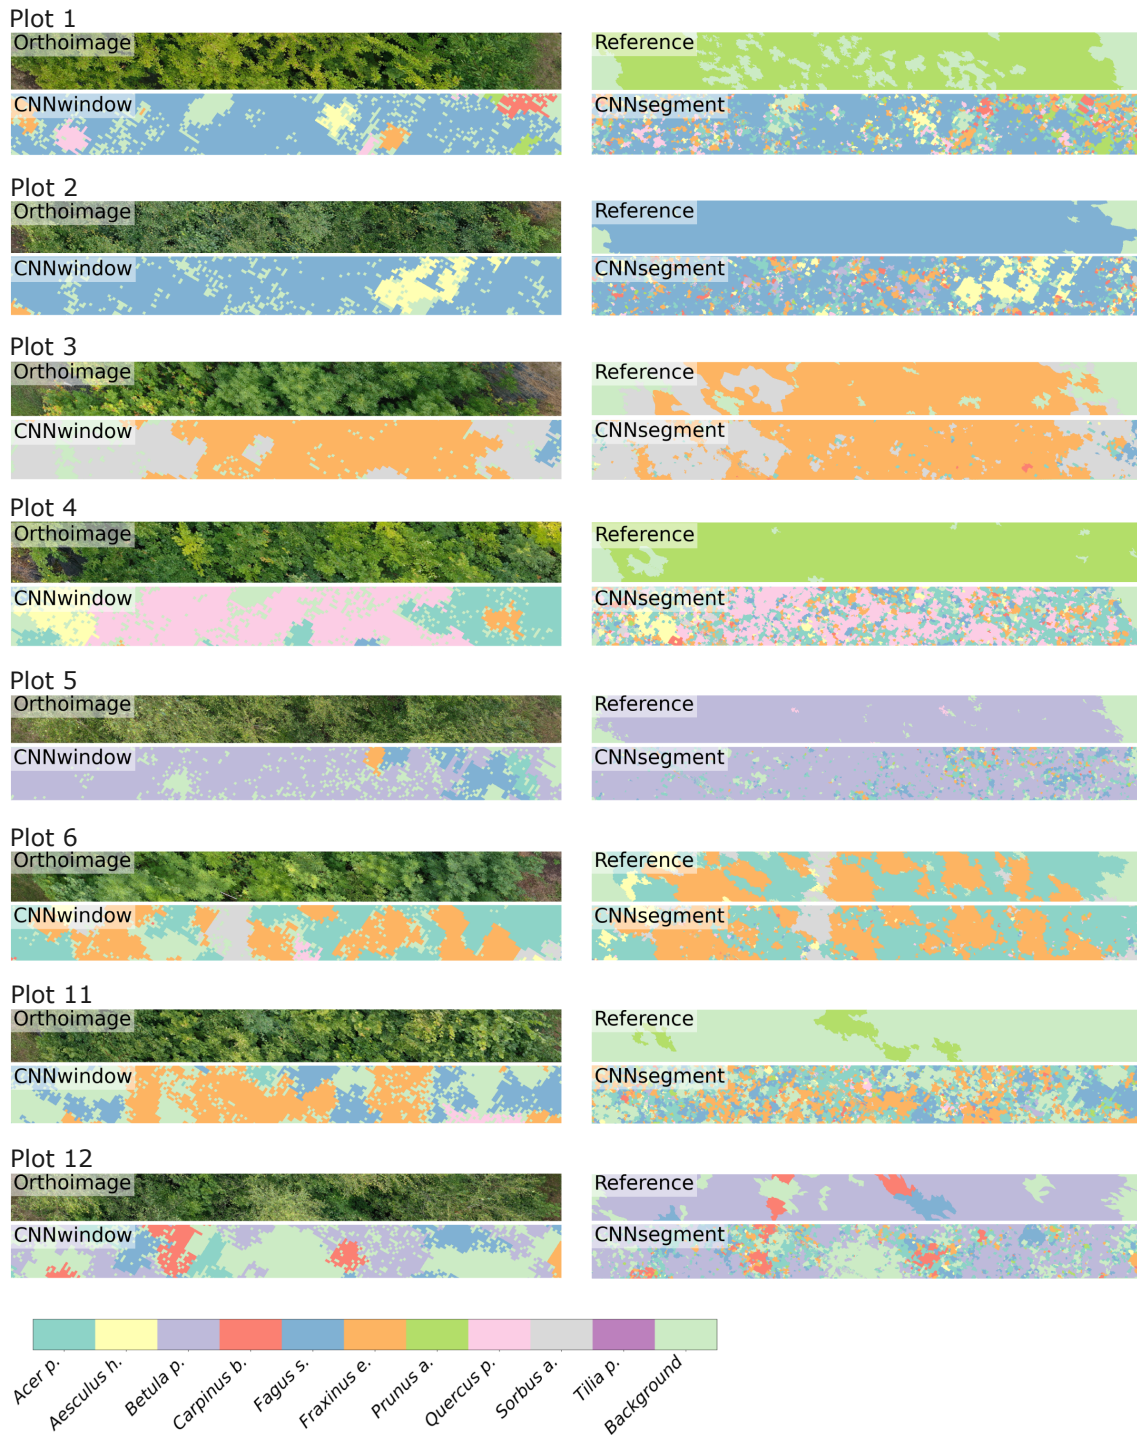 Plot 1
Orthoimage
Reference
CNNwindow
CNNsegment
Plot 2
Orthoimage
Reference
CNNwindow
CNNsegment
Plot 3
Orthoimage
Reference
CNNwindow
CNNsegment
Plot 4
Orthoimage
Reference
CNNwindow
CNNsegment
Plot 5
Orthoimage
Reference
CNNwindow
CNNsegment
Plot 6
Orthoimage
Reference
CNNwindow
CNNsegment
Plot 11
Orthoimage
Reference
CNNwindow
CNNsegment
Plot 12
Orthoimage
Reference
CNNwindow
CNNsegment
Acer p.
Aesculus h.
Betula p.
Carpinus b.
Fagus s.
Fraxinus e.
Prunus a.
Quercus p.
Sorbus a.
Tilia p.
Background